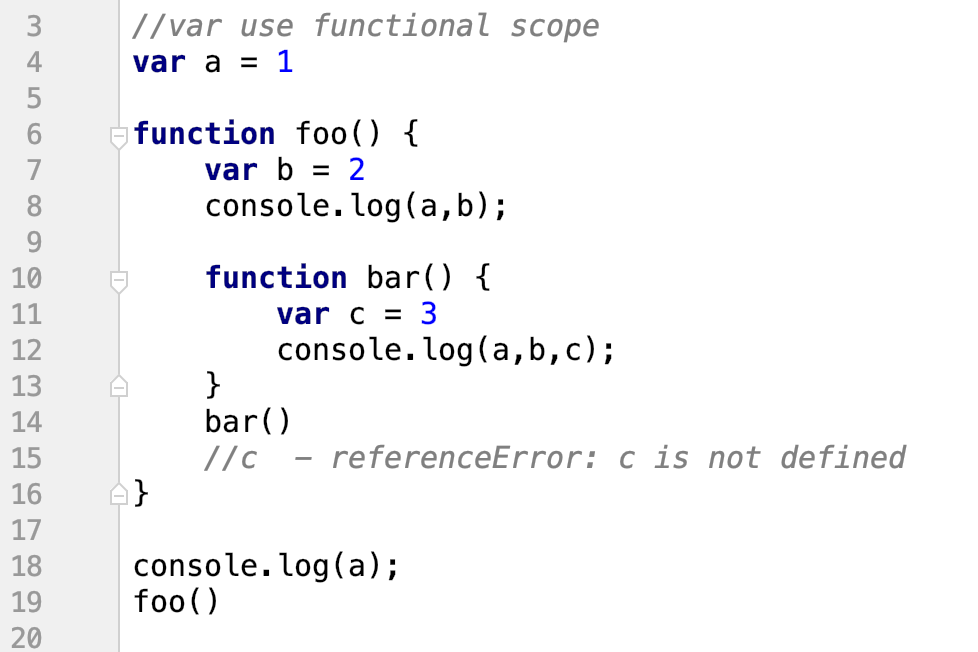 3 //var use functional scope
4 var a = 1
5
6 function foo() {
7     var b = 2
8     console.log(a,b);
9
10     function bar() {
11         var c = 3
12         console.log(a,b,c);
13     }
14     bar()
15     //c  – referenceError: c is not defined
16 }
17
18 console.log(a);
19 foo()
20